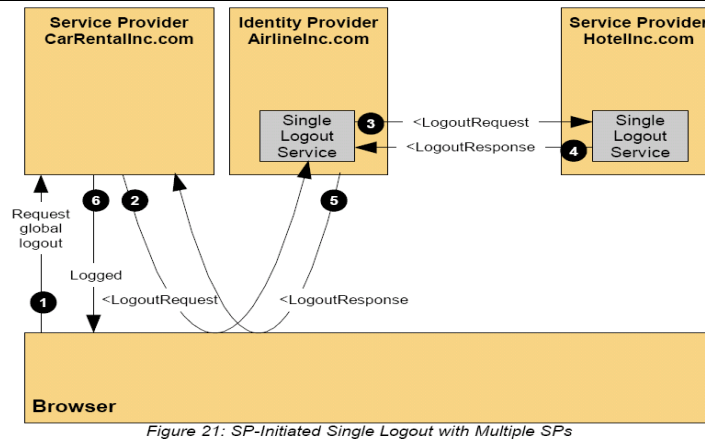 Service Provider
CarRentalInc.com
Identity Provider
AirlineInc.com
Service Provider
HotelInc.com
Single
Logout
Service
3
<LogoutRequest
Single
Logout
Service
<LogoutResponse
4
6
2
5
Request
global
logout
Logged
1
<LogoutRequest
<LogoutResponse
Browser
Figure 21: SP-Initiated Single Logout with Multiple SPs